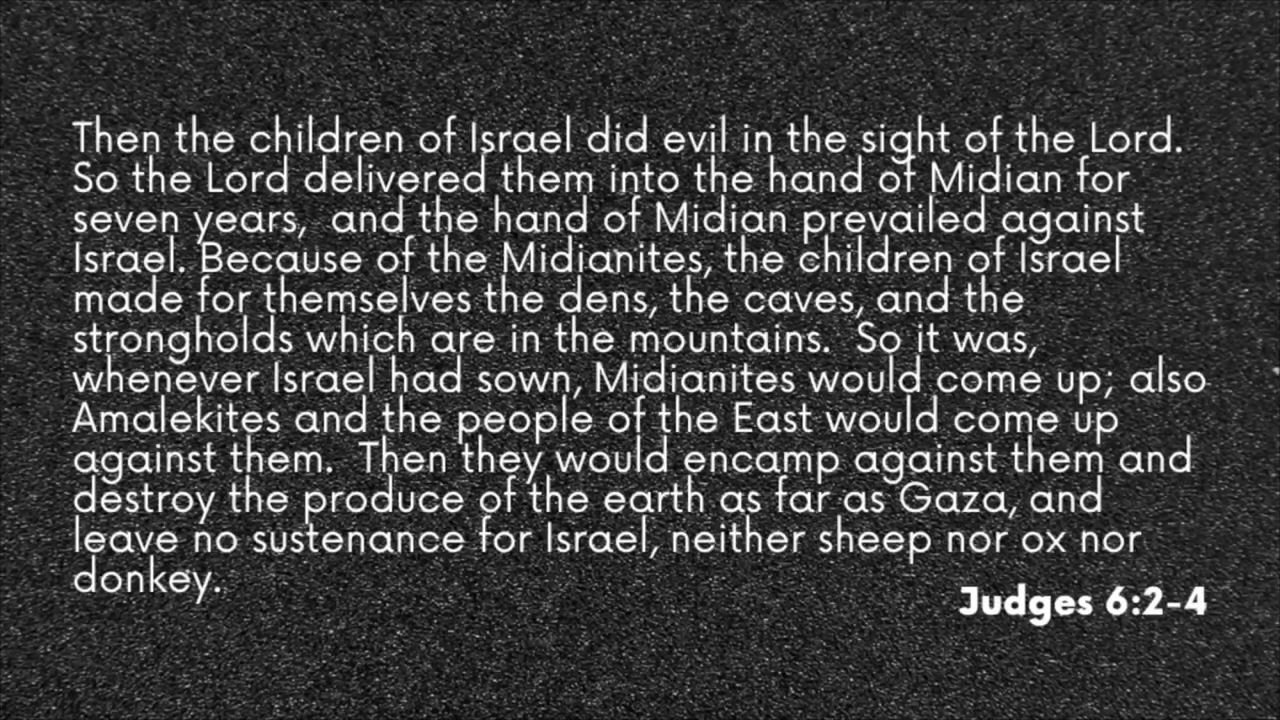 Then the children of Israel did evil in the sight of the Lord.
So the Lord delivered them into the hand of Midian for
seven years,  and the hand of Midian prevailed against
Israel. Because of the Midianites, the children of Israel
made for themselves the dens, the caves, and the
strongholds which are in the mountains.  So it was,
whenever Israel had sown, Midianites would come up; also
Amalekites and the people of the East would come up
against them.  Then they would encamp against them and
destroy the produce of the earth as far as Gaza, and
leave no sustenance for Israel, neither sheep nor ox nor
donkey.
Judges 6:2-4